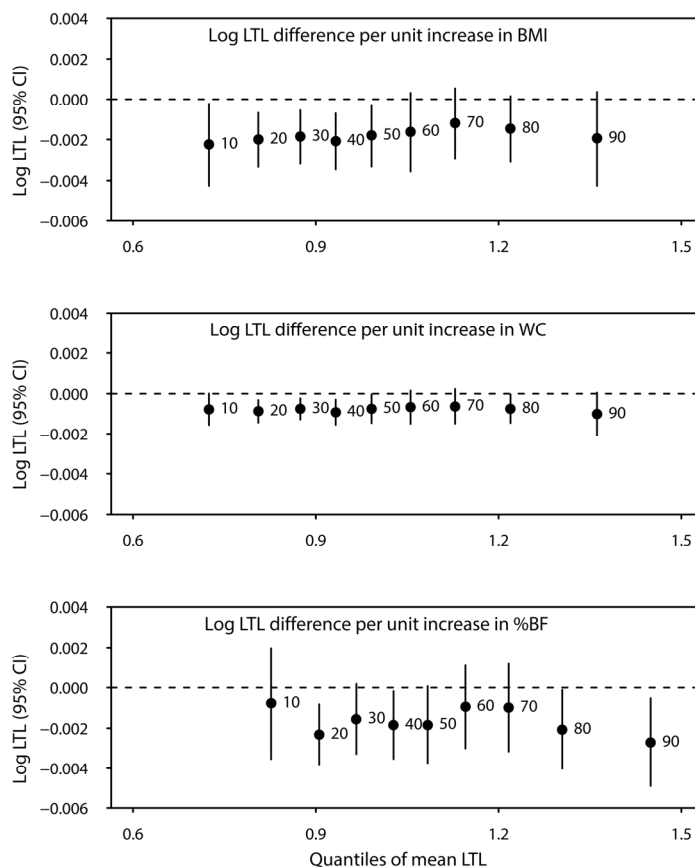 Log LTL difference per unit increase in BMI
Log LTL (95% CI)
0.004
0.002
0.000
−0.002
−0.004
−0.006
10 20 30 40 50 60 70 80 90
0.6 0.9 1.2 1.5
Log LTL difference per unit increase in WC
Log LTL (95% CI)
0.004
0.002
0.000
−0.002
−0.004
−0.006
10 20 30 40 50 60 70 80 90
0.6 0.9 1.2 1.5
Log LTL difference per unit increase in %BF
Log LTL (95% CI)
0.004
0.002
0.000
−0.002
−0.004
−0.006
10 20 30 40 50 60 70 80 90
0.6 0.9 1.2 1.5
Quantiles of mean LTL